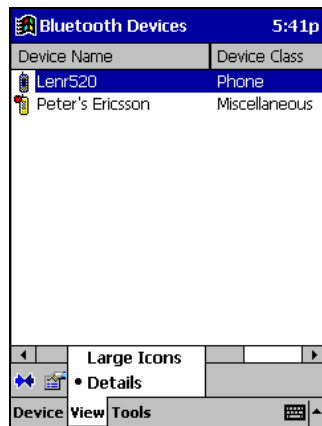 Bluetooth Devices 5:41p
Device Name Device Class
Lenr520 Phone
Peter's Ericsson Miscellaneous
Large Icons
• Details
Device View Tools